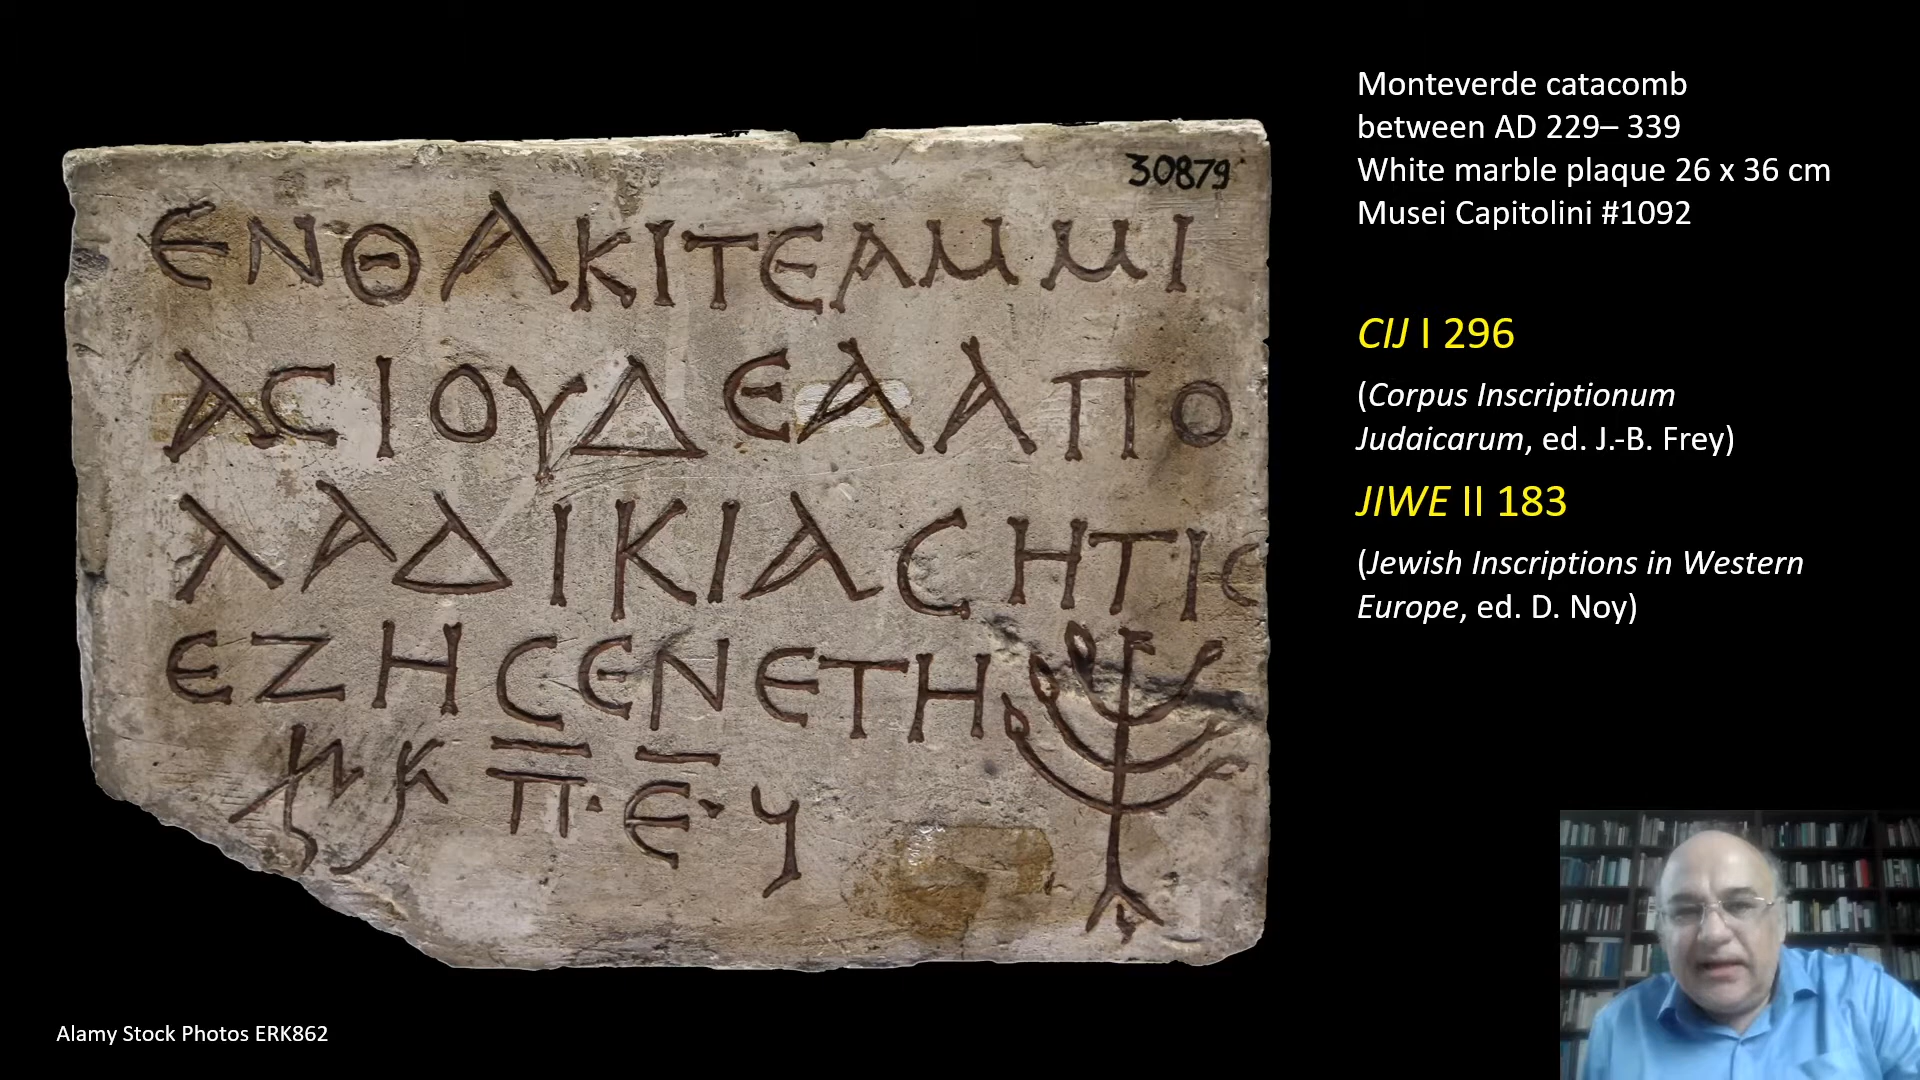 30879
ΕΝΘΑΚΙΤΕΑΜΜΙ
ΑϹΙΟΥΔΕΑΑΠΟ
ΛΑΔΙΚΙΑϹΗΤΙϹ
ΕΖΗϹΕΝΕΤΗ
Π·Ε·
Monteverde catacomb
between AD 229– 339
White marble plaque 26 x 36 cm
Musei Capitolini #1092
CIJ I 296
(Corpus Inscriptionum
Judaicarum, ed. J.-B. Frey)
JIWE II 183
(Jewish Inscriptions in Western
Europe, ed. D. Noy)
Alamy Stock Photos ERK862